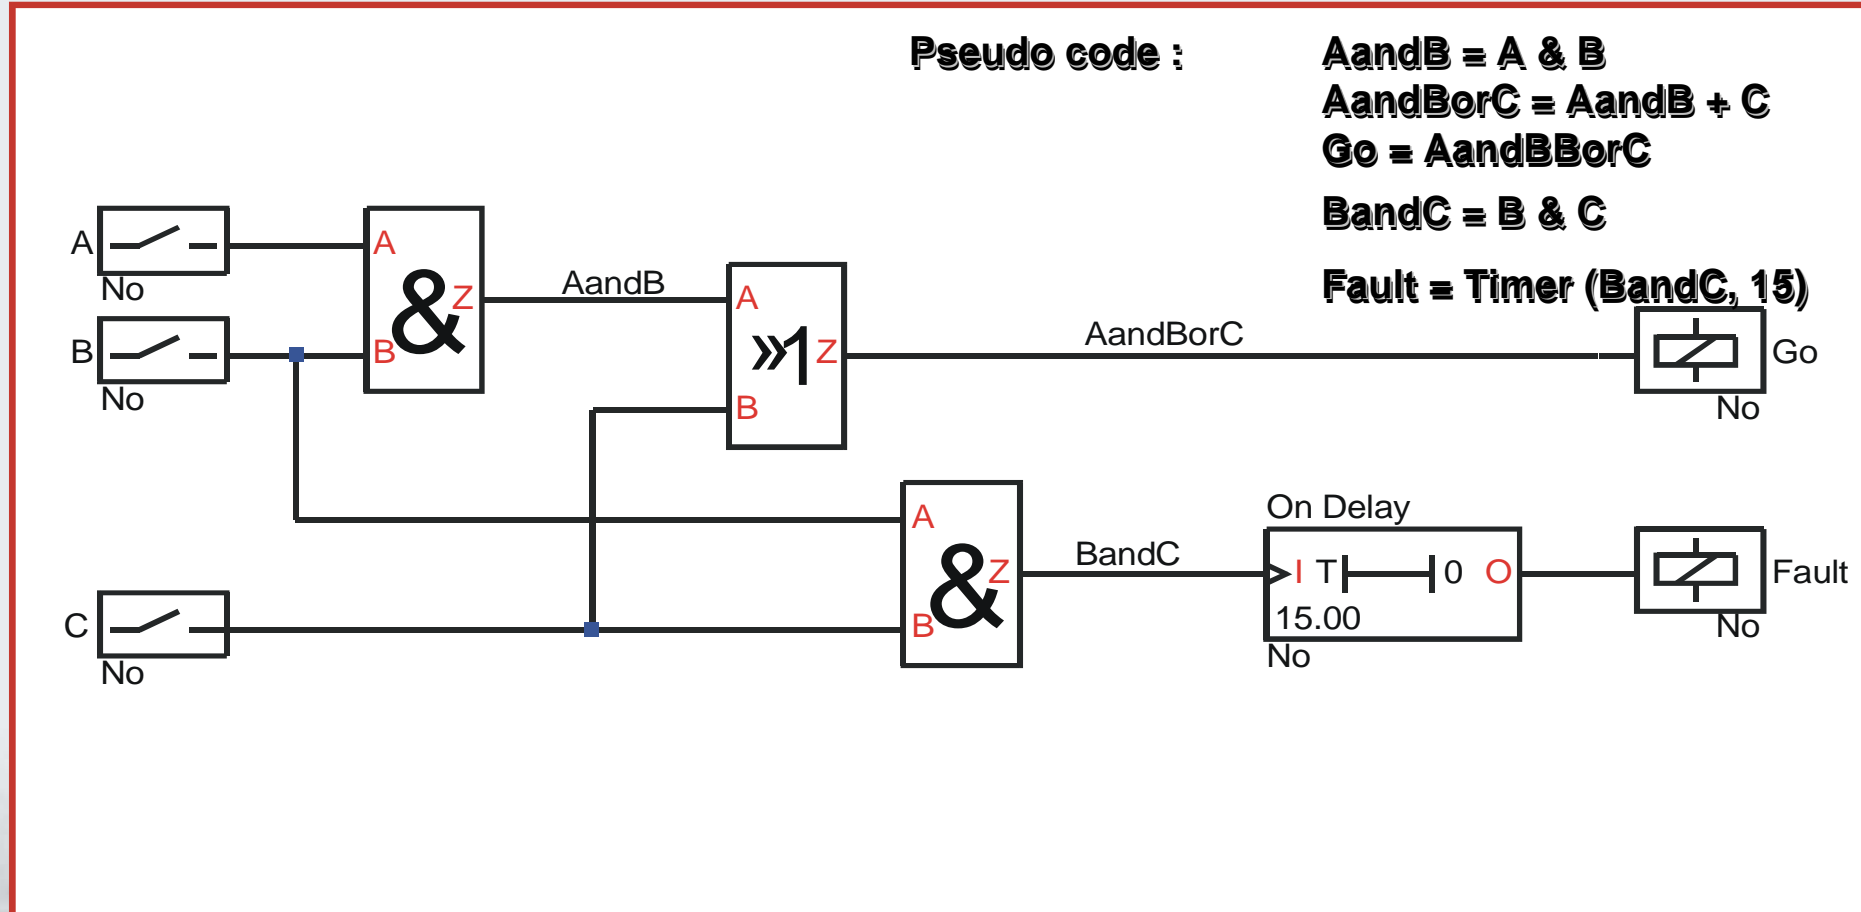 Pseudo code : AandB = A & B
AandBorC = AandB + C
Go = AandBBorC
BandC = B & C
Fault = Timer (BandC, 15)
A
No
B
No
C
No
A
B
&
Z
AandB
A
B
»1
Z
AandBorC
Go
No
A
B
&
Z
BandC
On Delay
I T 0 O
15.00
No
Fault
No